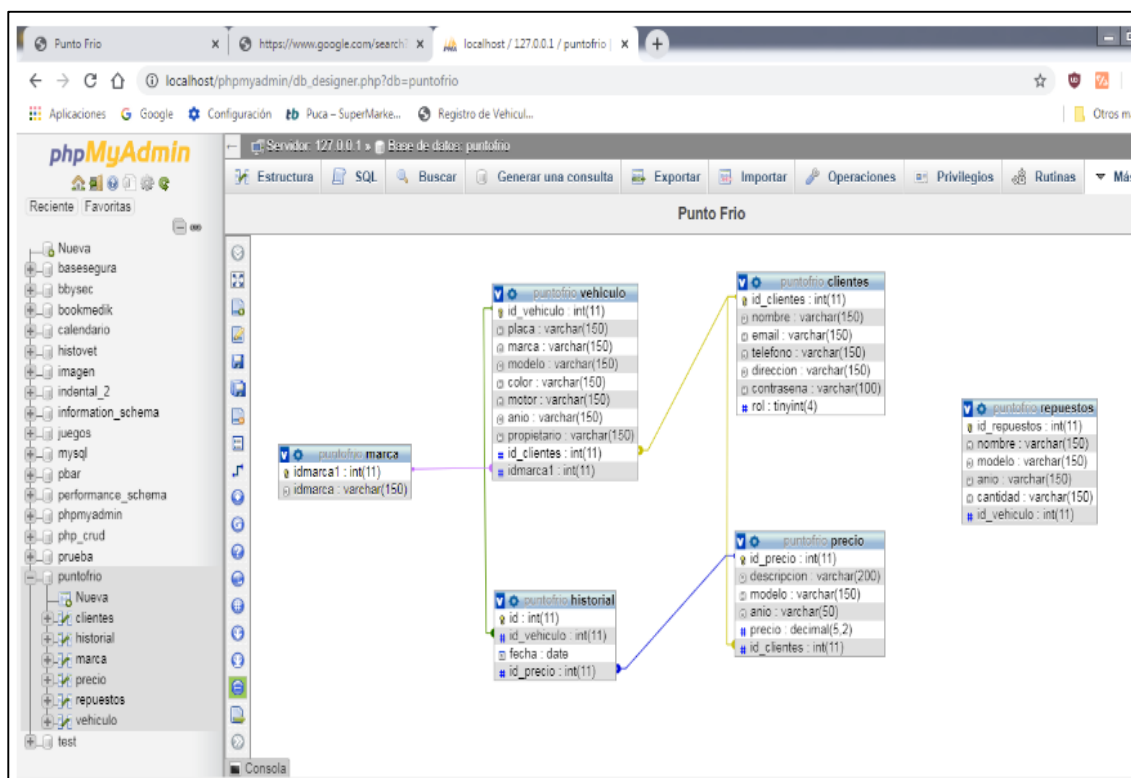 Punto Frio
https://www.google.com/search?
localhost / 127.0.0.1 / puntofrio |
localhost/phpmyadmin/db_designer.php?db=puntofrio
Aplicaciones
Google
Configuración
Puca – SuperMarke...
Registro de Vehicul...
Otros m
phpMyAdmin
Reciente Favoritas
Nueva
basesegura
bbysec
bookmedik
calendario
histovet
imagen
indental_2
information_schema
juegos
mysql
pbar
performance_schema
phpmyadmin
php_crud
prueba
puntofrio
Nueva
clientes
historial
marca
precio
repuestos
vehiculo
test
Servidor: 127.0.0.1 » Base de datos: puntofrio
Estructura
SQL
Buscar
Generar una consulta
Exportar
Importar
Operaciones
Privilegios
Rutinas
Más
Punto Frio
puntofrio vehiculo
id_vehiculo : int(11)
placa : varchar(150)
marca : varchar(150)
modelo : varchar(150)
color : varchar(150)
motor : varchar(150)
anio : varchar(150)
propietario : varchar(150)
id_clientes : int(11)
idmarca1 : int(11)
puntofrio clientes
id_clientes : int(11)
nombre : varchar(150)
email : varchar(150)
telefono : varchar(150)
direccion : varchar(150)
contrasena : varchar(100)
rol : tinyint(4)
puntofrio repuestos
id_repuestos : int(11)
nombre : varchar(150)
modelo : varchar(150)
anio : varchar(150)
cantidad : varchar(150)
id_vehiculo : int(11)
puntofrio marca
idmarca1 : int(11)
idmarca : varchar(150)
puntofrio precio
id_precio : int(11)
descripcion : varchar(200)
modelo : varchar(150)
anio : varchar(50)
precio : decimal(5,2)
id_clientes : int(11)
puntofrio historial
id : int(11)
id_vehiculo : int(11)
fecha : date
id_precio : int(11)
Consola